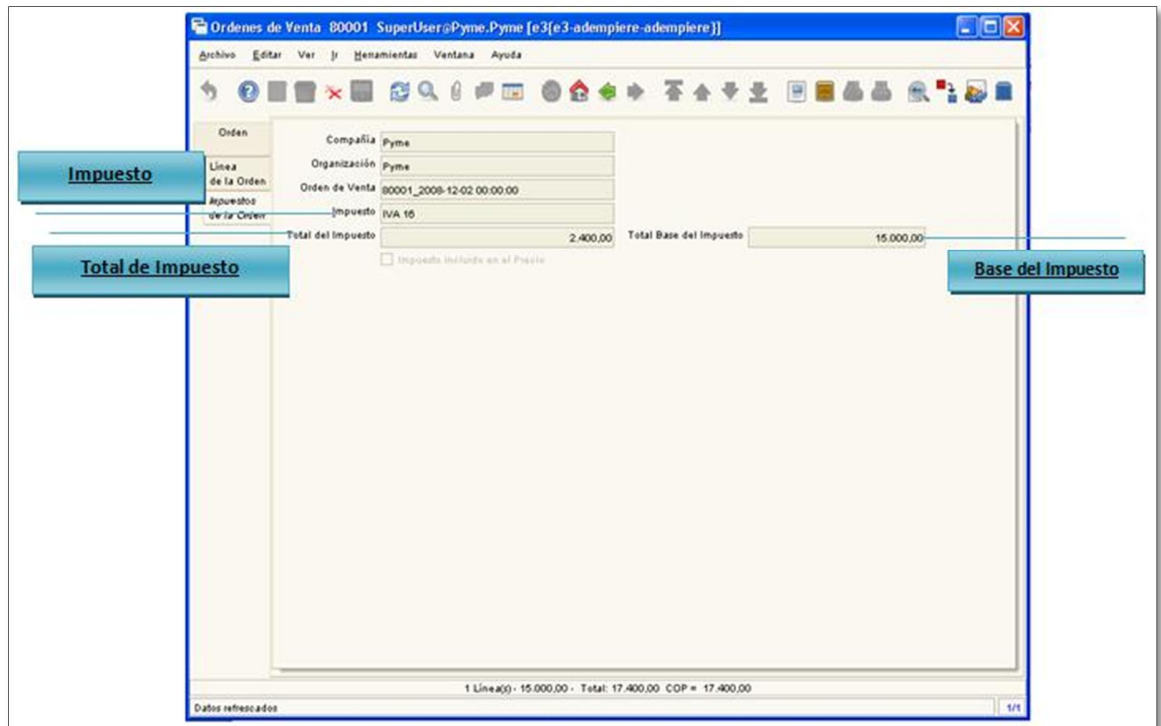 Ordenes de Venta 80001 SuperUser@Pyme.Pyme [e3{e3-adempiere-adempiere}]
Archivo Editar Ver Ir Herramientas Ventana Ayuda
Orden
Línea
de la Orden
Impuestos
de la Orden
Compañía Pyme
Organización Pyme
Orden de Venta 80001_2008-12-02 00:00:00
Impuesto IVA 16
Total del Impuesto 2.400,00 Total Base del Impuesto 15.000,00
Impuesto incluido en el Precio
Impuesto
Total de Impuesto
Base del Impuesto
1 Línea(s) - 15.000,00 - Total: 17.400,00 COP = 17.400,00
Datos refrescados 1/1